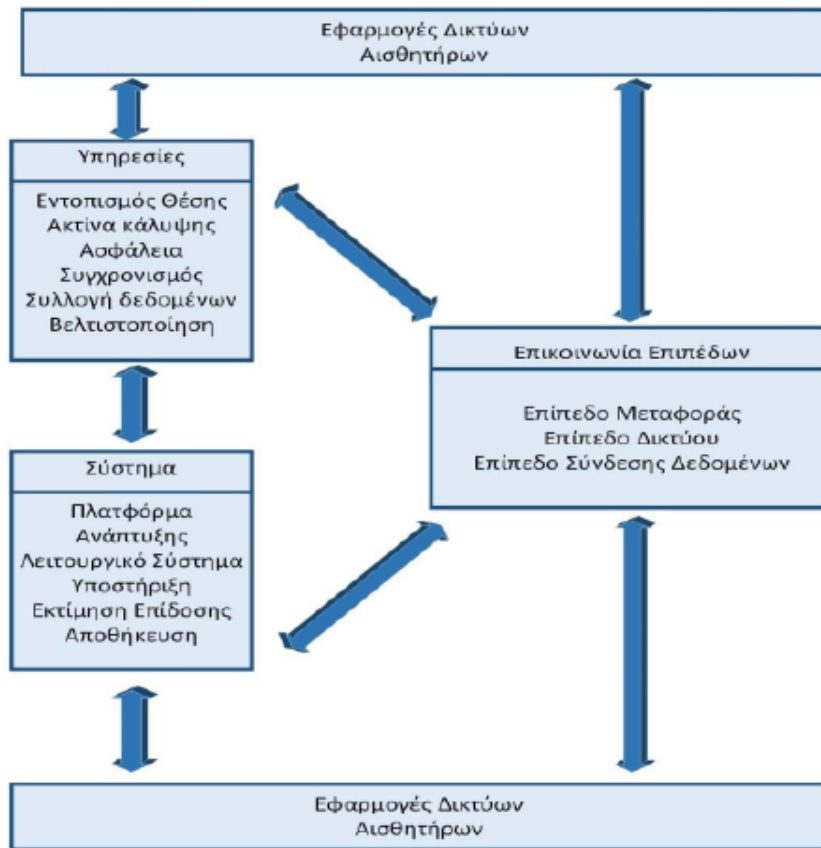 Εφαρμογές Δικτύων
Αισθητήρων
Υπηρεσίες
Εντοπισμός Θέσης
Ακτίνα κάλυψης
Ασφάλεια
Συγχρονισμός
Συλλογή δεδομένων
Βελτιστοποίηση
Επικοινωνία Επιπέδων
Επίπεδο Μεταφοράς
Επίπεδο Δικτύου
Επίπεδο Σύνδεσης Δεδομένων
Σύστημα
Πλατφόρμα
Ανάπτυξης
Λειτουργικό Σύστημα
Υποστήριξη
Εκτίμηση Επίδοσης
Αποθήκευση
Εφαρμογές Δικτύων
Αισθητήρων